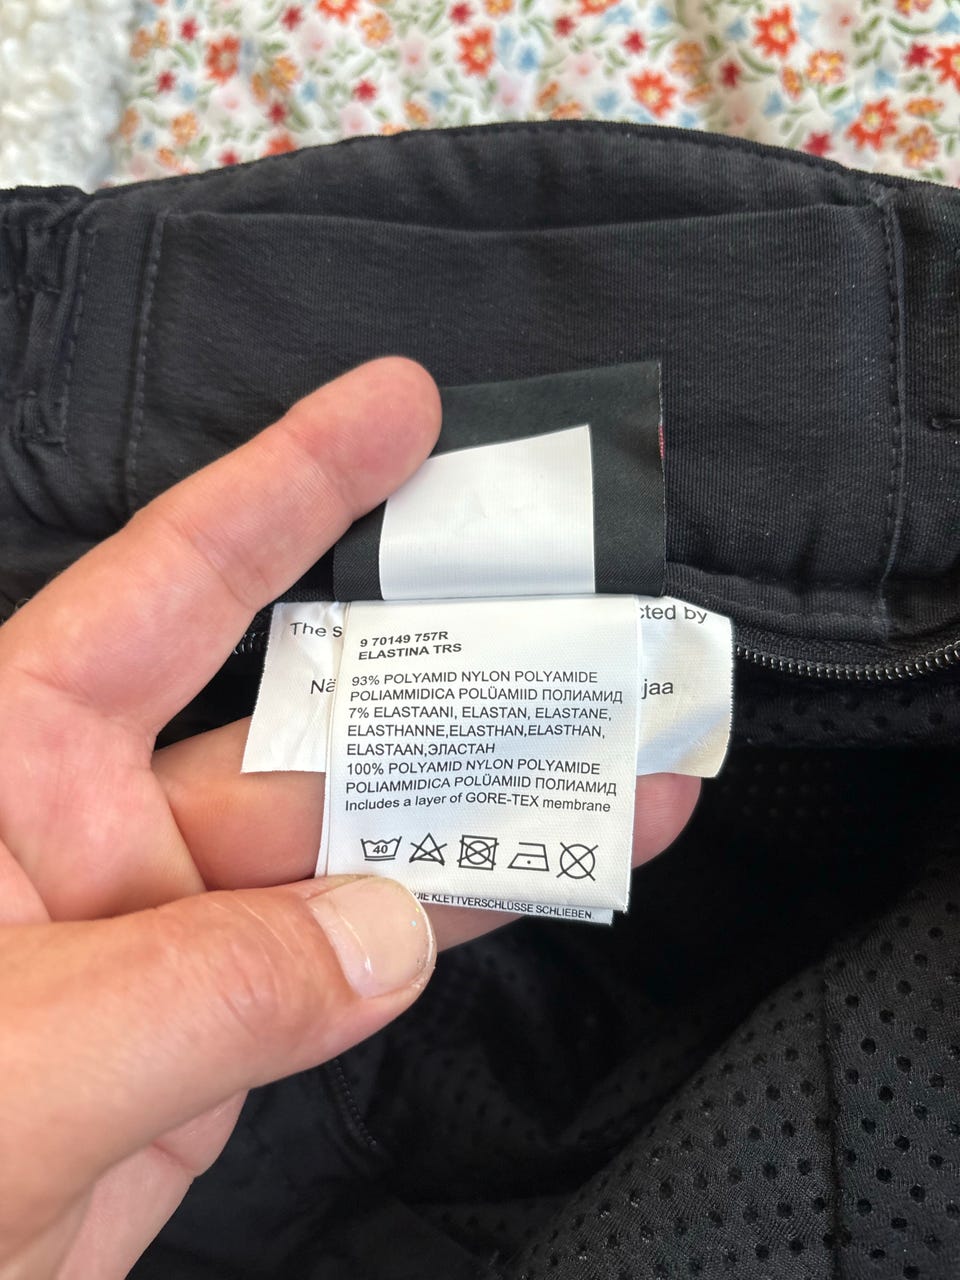 The s
cted by
Nä
jaa
9 70149 757R
ELASTINA TRS
93% POLYAMID NYLON POLYAMIDE
POLIAMMIDICA POLÜAMIID ПОЛИАМИД
7% ELASTAANI, ELASTAN, ELASTANE,
ELASTHANNE,ELASTHAN,ELASTHAN,
ELASTAAN,ЭЛАСТАН
100% POLYAMID NYLON POLYAMIDE
POLIAMMIDICA POLÜAMIID ПОЛИАМИД
Includes a layer of GORE-TEX membrane
40
DIE KLETTVERSCHLÜSSE SCHLIEßEN.